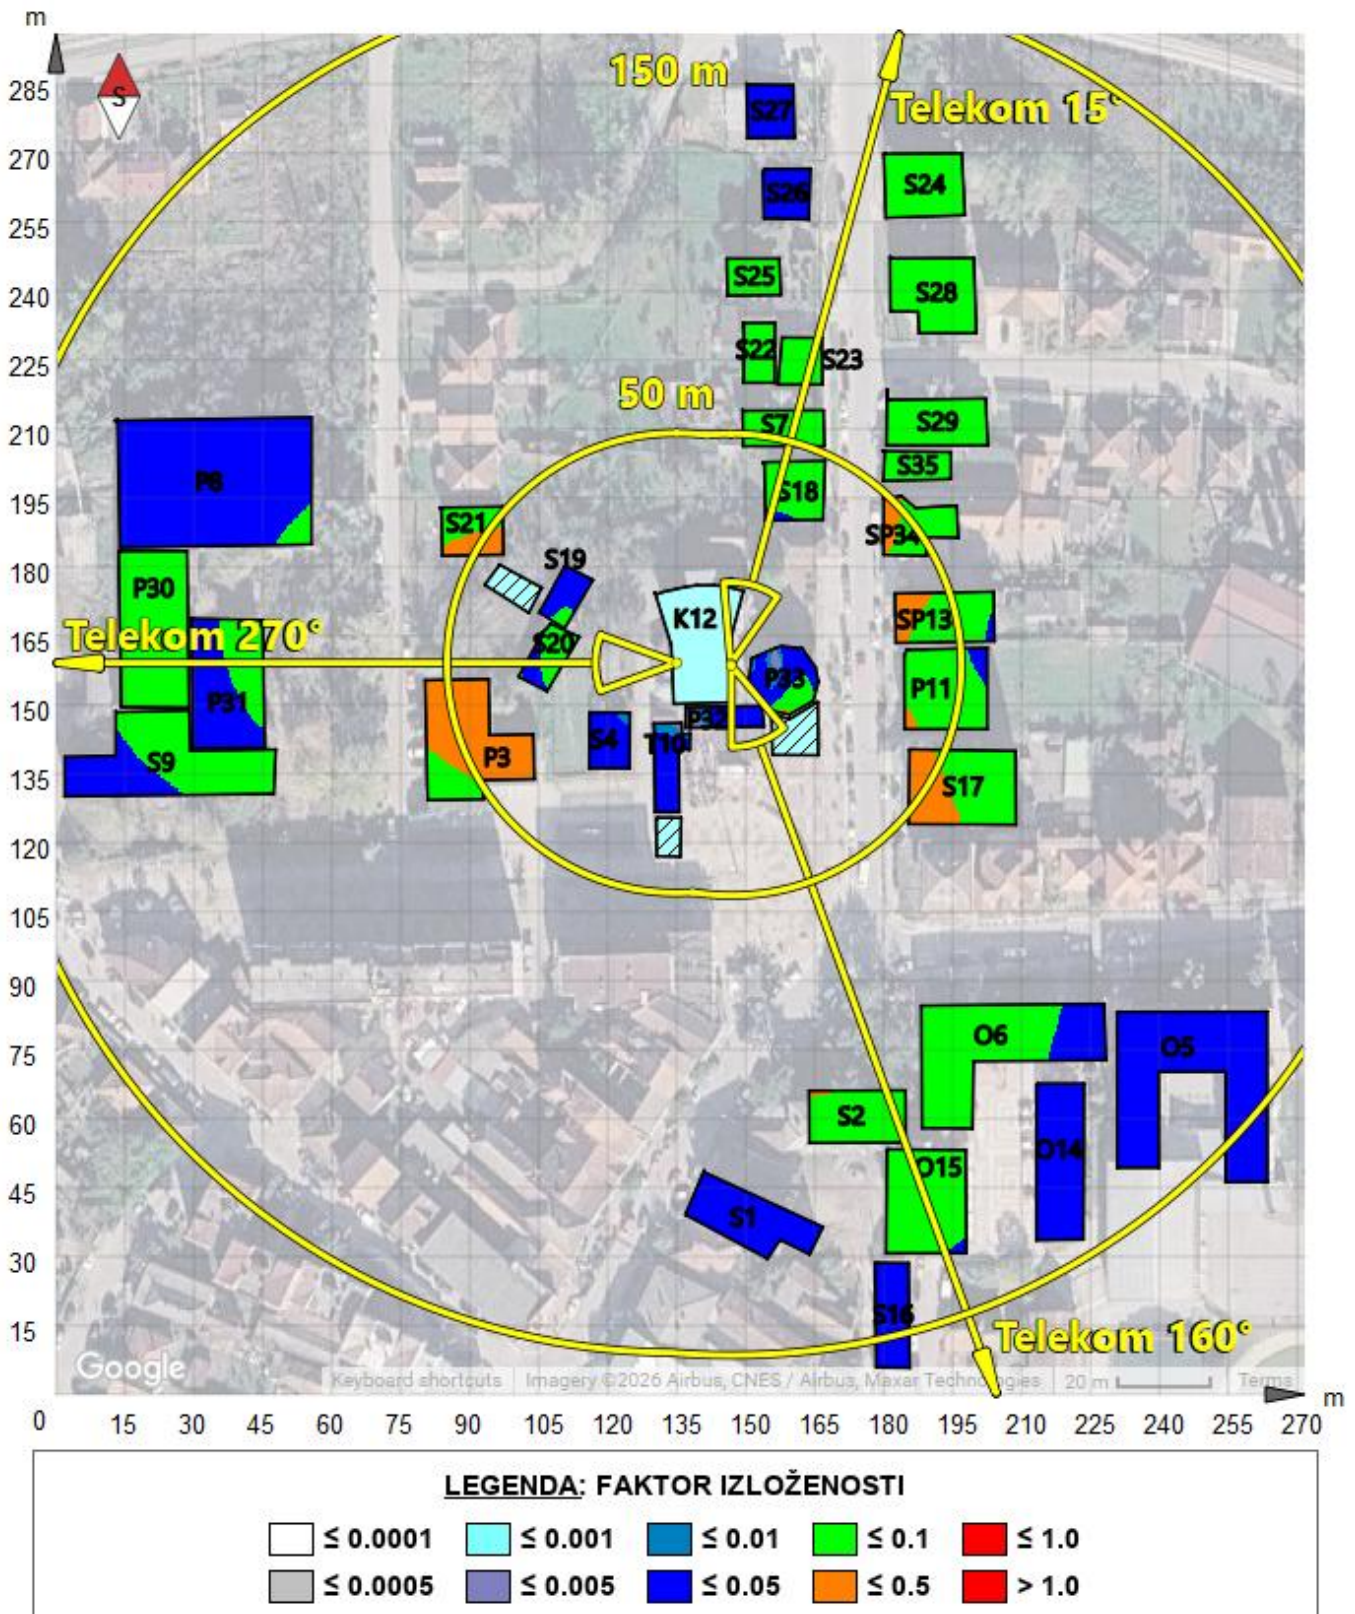 m
285
270
255
240
225
210
195
180
165
150
135
120
105
90
75
60
45
30
15
0
15
30
45
60
75
90
105
120
135
150
165
180
195
210
225
240
255
270
m
S
150 m
Telekom 15°
S27
S24
S26
S25
S28
S22
S23
50 m
S7
S29
S35
P8
S18
S21
SP34
S19
P30
K12
SP13
Telekom 270°
S20
P33
P11
P31
P32
S4
T10i
S9
P3
S17
O6
O5
S2
O14
O15
S1
S16
Telekom 160°
Google
Keyboard shortcuts
Imagery ©2026 Airbus, CNES / Airbus, Maxar Technologies
20 m
Terms
LEGENDA: FAKTOR IZLOŽENOSTI
≤ 0.0001 ≤ 0.001 ≤ 0.01 ≤ 0.1 ≤ 1.0
≤ 0.0005 ≤ 0.005 ≤ 0.05 ≤ 0.5 > 1.0